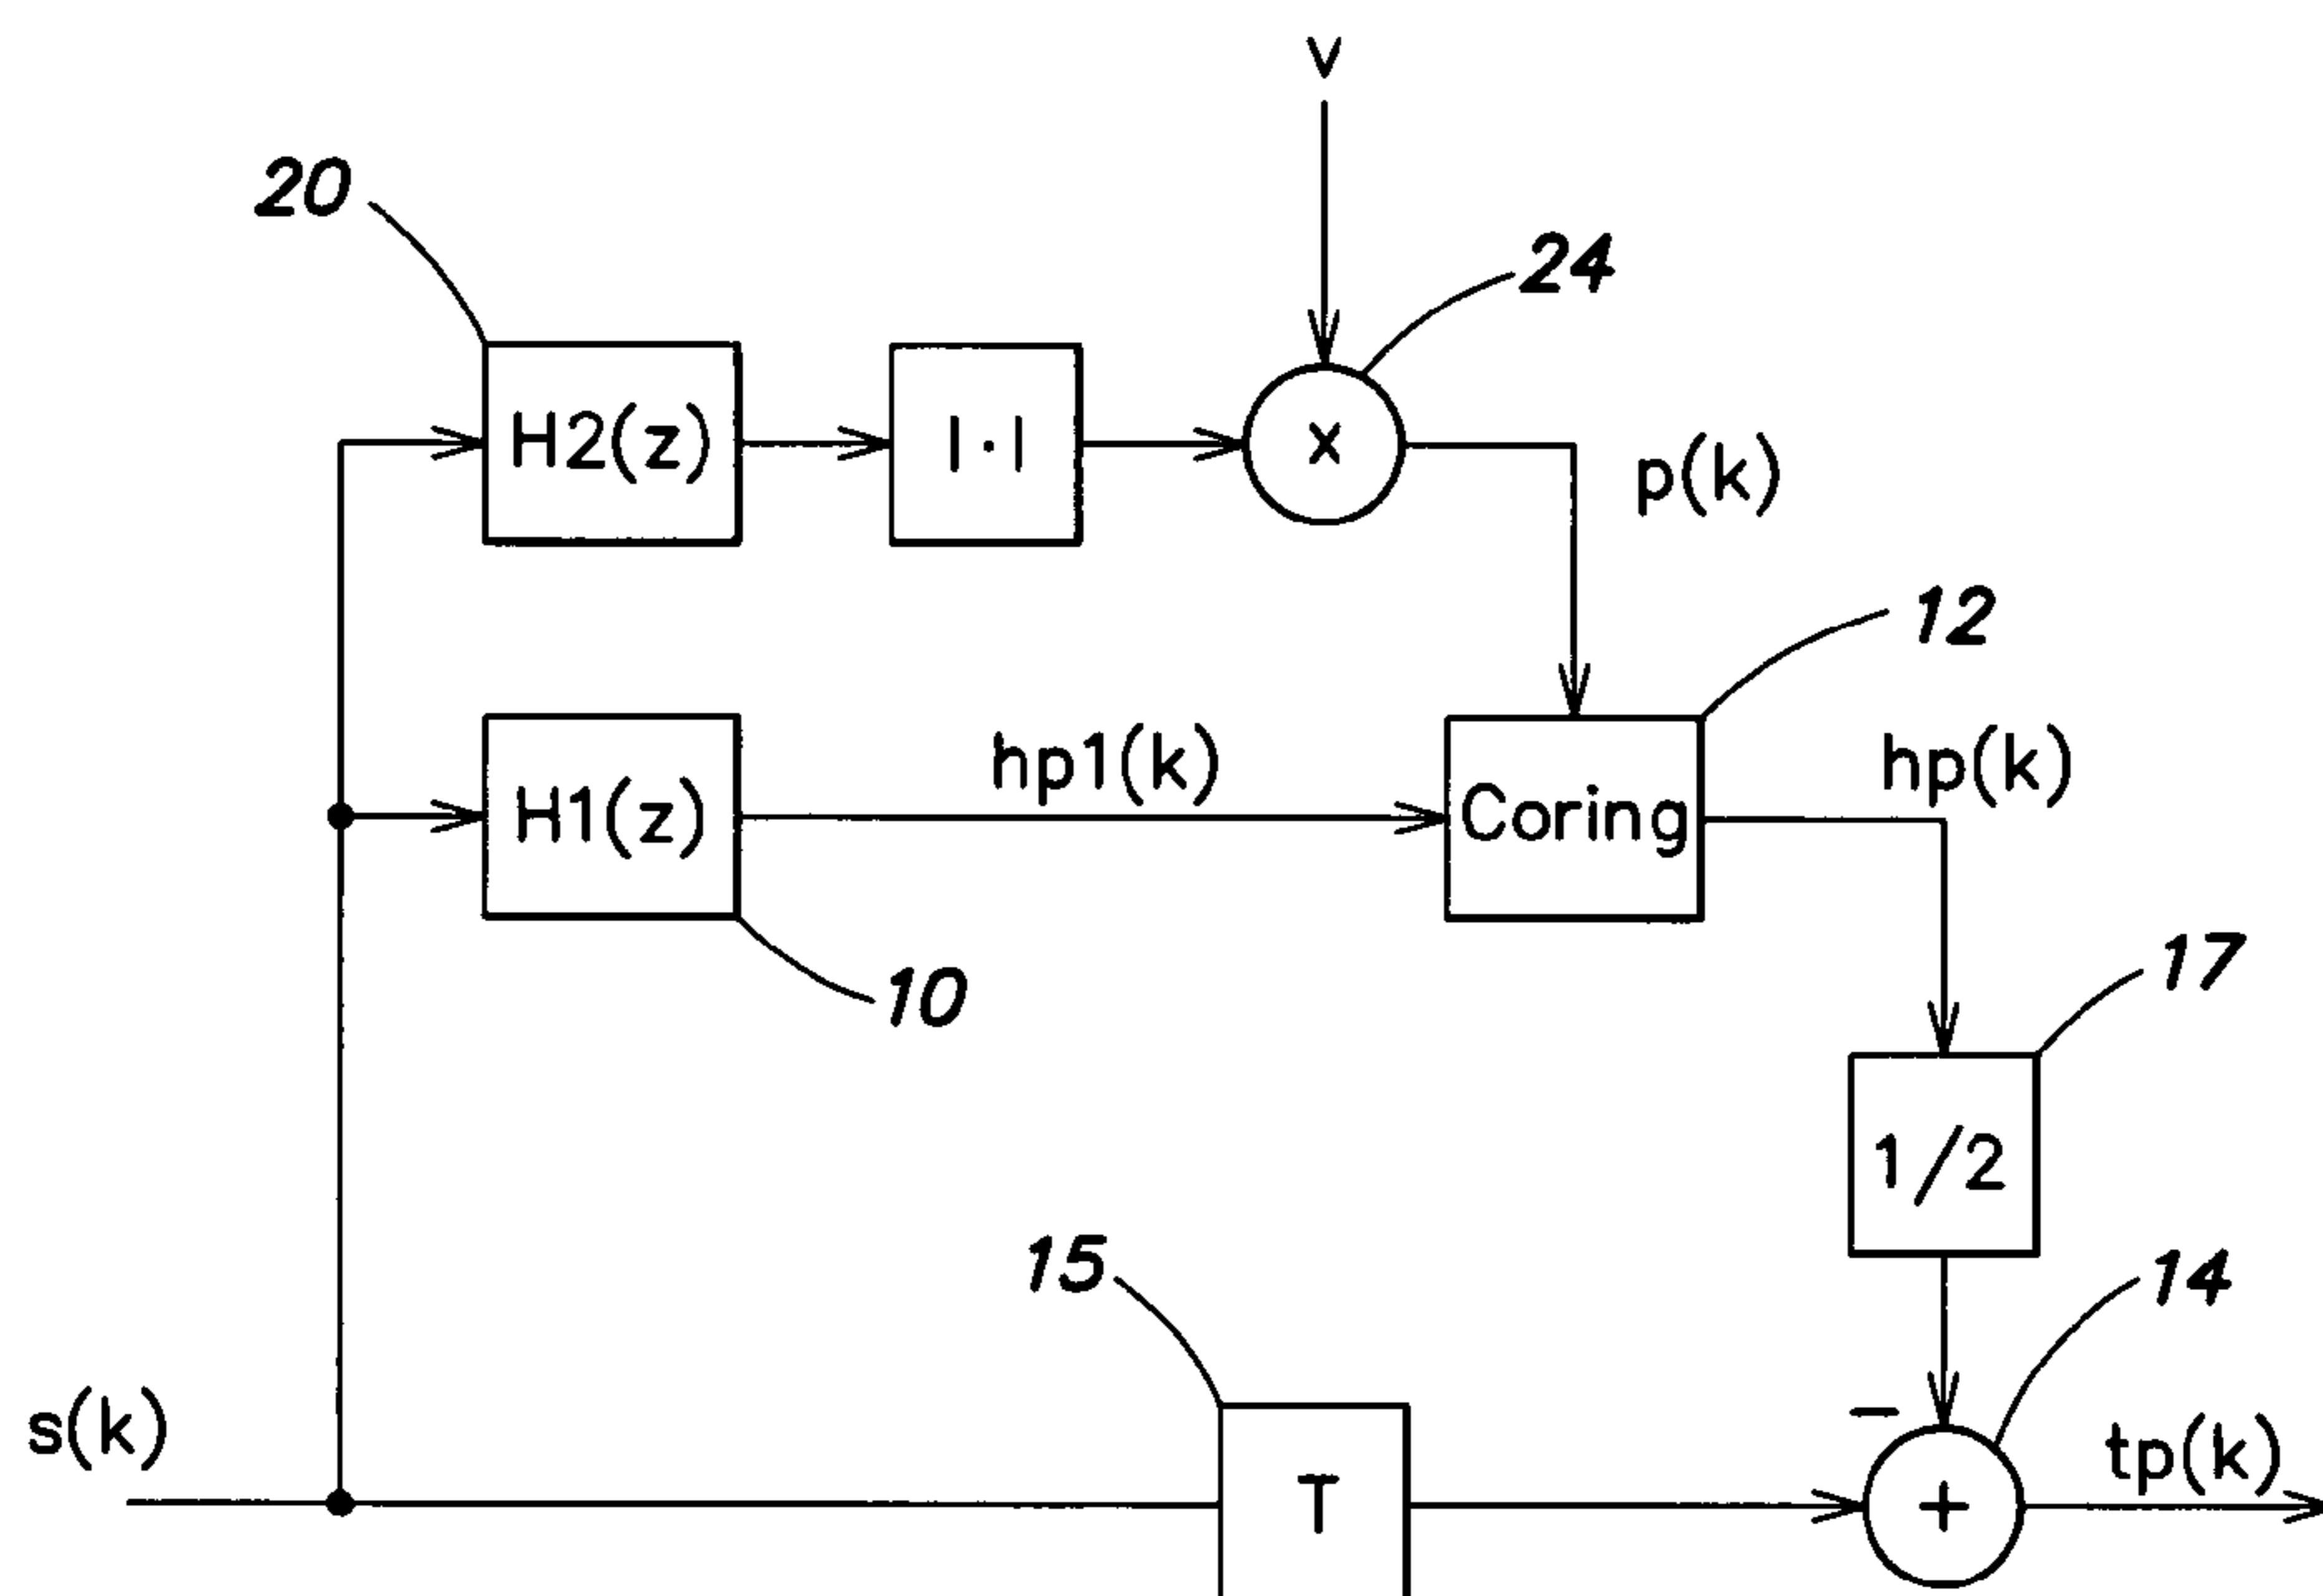 v
20
24
H2(z)
|·|
x
p(k)
12
hp1(k)
hp(k)
H1(z)
Coring
10
17
1/2
15
14
s(k)
−
tp(k)
T
+